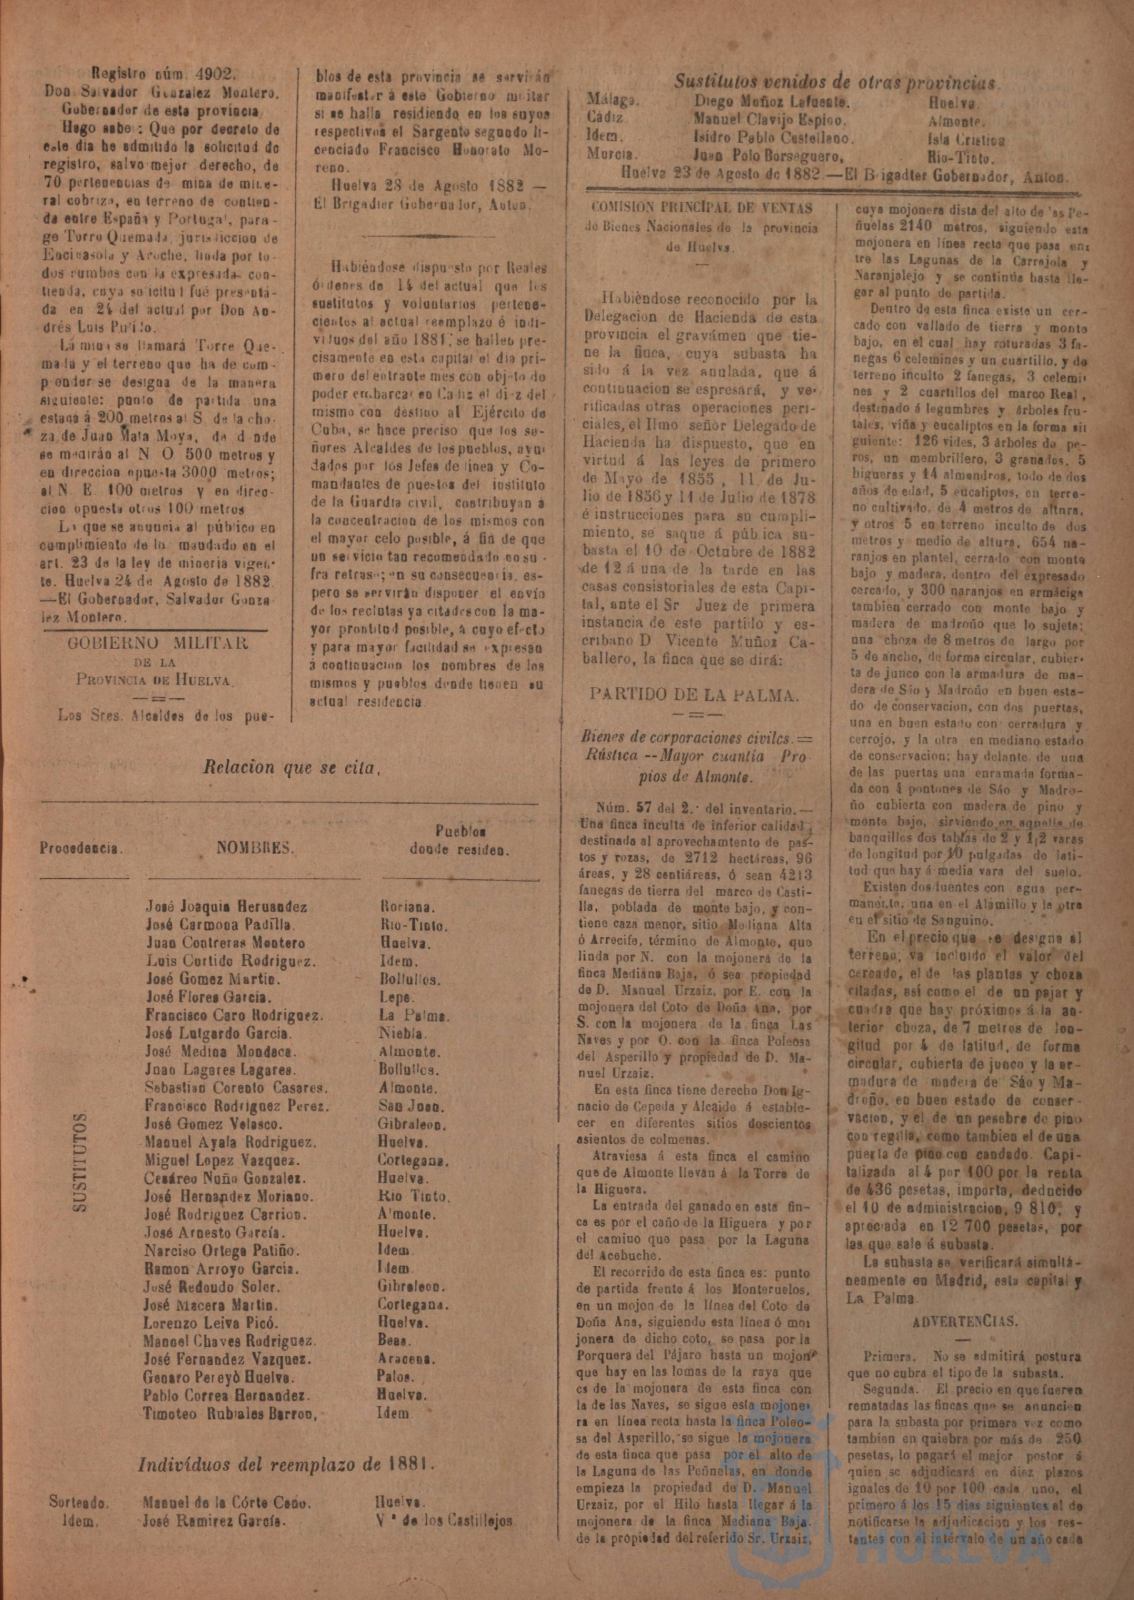 Registro núm. 4902.
Don Salvador Gonzalez Montero,
Gobernador de esta provincia,
Hago saber: Que por decreto de
este dia he admitido la solicitud de
registro, salvo mejor derecho, de
70 pertenencias de mina de mine-
ral cobriza, en terreno de contien-
da entre España y Portugal, para-
ge Torre Quemada, jurisdiccion de
Encinasola y Aroche, linda por to-
dos rumbos con la expresada con-
tienda, cuya solicitud fué presenta-
da en 24 del actual por Don An-
drés Luis
La mina se llamará Torre Que-
mada y el terreno que ha de com-
prender se designa de la manera
siguiente: punto de partida una
estaca á 200 metros al S. de la cho-
za de Juan Mata Moya, de donde
se medirán al N O 500 metros y
en direccion opuesta 3000 metros;
al N. E. 100 metros y en direc-
cion opuesta otros 100 metros
Lo que se anuncia al público en
cumplimiento de lo mandado en el
art. 23 de la ley de mineria vigen-
te. Huelva 24 de Agosto de 1882.
—El Gobernador, Salvador Gonza-
lez Montero.
GOBIERNO MILITAR
DE LA
PROVINCIA DE HUELVA.
Los Sres. Alcaldes de los pue-
blos de esta provincia se servirán
manifestar á este Gobierno militar
si se halla residiendo en los suyos
respectivos el Sargento segundo li-
cenciado Francisco Honorato Mo-
reno.
Huelva 28 de Agosto 1882 —
El Brigadier Gobernador, Anton.
Habiéndose dispuesto por Reales
órdenes de 14 del actual que los
sustitutos y voluntarios pertene-
cientes al actual reemplazo é indi-
viduos del año 1881, se hallen pre-
cisamente en esta capital el dia pri-
mero del entrante mes con objeto de
poder embarcar en Cadiz el diez del
mismo con destino al Ejército de
Cuba, se hace preciso que los se-
ñores Alcaldes de los pueblos, ayu-
dados por los Jefes de línea y Co-
mandantes de puestos del instituto
de la Guardia civil, contribuyan á
la concentracion de los mismos con
el mayor celo posible, á fin de que
un servicio tan recomendado no su-
fra retraso; en su consecuencia, es-
pero se servirán disponer el envío
de los reclutas ya citados con la ma-
yor prontitud posible, á cuyo efecto
y para mayor facilidad se expresan
á continuacion los nombres de los
mismos y pueblos donde tienen su
actual residencia
Relacion que se cita.
Procedencia. NOMBRES. Pueblos
donde residen.
SUSTITUTOS
José Joaquin Hernandez Rociana.
José Carmona Padilla. Rio-Tinto.
Juan Contreras Montero Huelva.
Luis Cortido Rodriguez. Idem.
José Gomez Martin. Bollullos.
José Flores Garcia. Lepe.
Francisco Caro Rodriguez. La Palma.
José Lutgardo Garcia. Niebla.
José Medina Mondaca. Almonte.
Juan Lagares Lagares. Bollullos.
Sebastian Corento Casares. Almonte.
Francisco Rodriguez Perez. San Juan.
José Gomez Velasco. Gibraleon.
Manuel Ayala Rodriguez. Huelva.
Miguel Lopez Vazquez. Cortegana.
Cesáreo Nuño Gonzalez. Huelva.
José Hernandez Moriano. Rio Tinto.
José Rodriguez Carrion. Almonte.
José Arnesto García. Huelva.
Narciso Ortega Patiño. Idem
Ramon Arroyo Garcia. Idem.
José Redondo Soler. Gibraleon.
José Macera Martin. Cortegana.
Lorenzo Leiva Picó. Huelva.
Manuel Chaves Rodriguez. Beas.
José Fernandez Vazquez. Aracena.
Genaro Pereyó Huelva. Palos.
Pablo Correa Hernandez. Huelva.
Timoteo Rubiales Barron, Idem
Indivíduos del reemplazo de 1881.
Sorteado. Manuel de la Córte Cano. Huelva.
Idem. José Ramirez García. Vª de los Castillejos
Sustitutos venidos de otras provincias.
Málaga. Diego Muñoz Lafuente. Huelva.
Cádiz Manuel Clavijo Espino. Almonte.
Idem. Isidro Pablo Castellano. Isla Cristina
Murcia. Juan Polo Borseguero, Rio-Tinto.
Huelva 23 de Agosto de 1882.—El Brigadier Gobernador, Anton.
COMISION PRINCIPAL DE VENTAS
de Bienes Nacionales de la provincia
de Huelva.
Habiéndose reconocido por la
Delegacion de Hacienda de esta
provincia el gravámen que tie-
ne la finca, cuya subasta ha
sido á la vez anulada, que á
continuacion se espresará, y ve-
rificadas otras operaciones peri-
ciales, el Ilmo señor Delegado de
Hacienda ha dispuesto, que en
virtud á las leyes de primero
de Mayo de 1855, 11 de Ju-
lio de 1856 y 11 de Julio de 1878
é instrucciones para su cumpli-
miento, se saque á pública su-
basta el 10 de Octubre de 1882
de 12 á una de la tarde en las
casas consistoriales de esta Capi-
tal, ante el Sr Juez de primera
instancia de este partido y es-
cribano D Vicente Muñoz Ca-
ballero, la finca que se dirá:
PARTIDO DE LA PALMA.
Bienes de corporaciones civiles.=
Rústica --Mayor cuantía Pro-
pios de Almonte.
Núm. 57 del 2.º del inventario.—
Una finca inculta de inferior calidad,
destinada al aprovechamiento de pas-
tos y rozas, de 2712 hectáreas, 96
áreas, y 28 centiáreas, ó sean 4213
fanegas de tierra del marco de Casti-
lla, poblada de monte bajo, y con-
tiene caza menor, sitio Mediana Alta
ó Arrecife, término de Almonte, que
linda por N. con la mojonera de la
finca Mediana Baja, ó sea propiedad
de D. Manuel Urzaiz, por E. con la
mojonera del Coto de Doña Ana, por
S. con la mojonera de la finca Las
Naves y por O. con la finca Poleosa
del Asperillo y propiedad de D. Ma-
nuel Urzaiz.
En esta finca tiene derecho Don Ig-
nacio de Cepeda y Alcalde á estable-
cer en diferentes sitios doscientos
asientos de colmenas.
Atraviesa á esta finca el camino
que de Almonte llevan á la Torre de
la Higuera.
La entrada del ganado en esta fin-
ca es por el caño de la Higuera y por
el camino que pasa por la Laguna
del Acebuche.
El recorrido de esta finca es: punto
de partida frente á los Monteruelos,
en un mojon de la línea del Coto de
Doña Ana, siguiendo esta línea ó mo-
jonera de dicho coto, se pasa por la
Porquera del Pájaro hasta un mojon
que hay en las lomas de la raya que
es de la mojonera de esta finca con
la de las Naves, se sigue esta mojone-
ra en línea recta hasta la finca Poleo-
sa del Asperillo, se sigue la mojonera
de esta finca que pasa por el alto de
la Laguna de las Peñuelas, en donde
empieza la propiedad de D. Manuel
Urzaiz, por el Hilo hasta llegar á la
mojonera de la finca Mediana Baja,
de la propiedad del referido Sr. Urzaiz,
cuya mojonera dista del alto de las Pe-
ñuelas 2140 metros, siguiendo esta
mojonera en línea recta que pasa en-
tre las Lagunas de la Carrajola y
Naranjalejo y se continúa hasta lle-
gar al punto de partida.
Dentro de esta finca existe un cer-
cado con vallado de tierra y monte
bajo, en el cual hay roturadas 3 fa-
negas 6 celemines y un cuartillo, y de
terreno inculto 2 fanegas, 3 celemi-
nes y 2 cuartillos del marco Real,
destinado á legumbres y árboles fru-
tales, viña y eucaliptos en la forma si-
guiente: 126 vides, 3 árboles de pe-
ros, un membrillero, 3 granados, 5
higueras y 14 almendros, todo de dos
años de edad, 5 eucaliptos, en terre-
no cultivado, de 4 metros de altura,
y otros 5 en terreno inculto de dos
metros y medio de altura, 654 na-
ranjos en plantel, cerrado con monte
bajo y madera, dentro del expresado
cercado, y 300 naranjos en armáciga
tambien cerrado con monte bajo y
madera de madroño que lo sujeta;
una choza de 8 metros de largo por
5 de ancho, de forma circular, cubier-
ta de junco con la armadura de ma-
dera de Sáo y Madroño en buen esta-
do de conservacion, con dos puertas,
una en buen estado con cerradura y
cerrojo, y la otra en mediano estado
de conservacion; hay delante de una
de las puertas una enramada forma-
da con 4 pontones de Sáo y Madro-
ño cubierta con madera de pino y
monte bajo, sirviendo en aquella de
banquillos dos tablas de 2 y 1,2 varas
de longitud por 10 pulgadas de lati-
tud que hay á media vara del suelo.
Existen dos fuentes con agua per-
manente, una en el Alamillo y la otra
en el sitio de Sanguino.
En el precio que se designa al
terreno, va incluido el valor del
cercado, el de las plantas y choza
citadas, así como el de un pajar y
cuadra que hay próximos á la an-
terior choza, de 7 metros de lon-
gitud por 4 de latitud, de forma
circular, cubierta de junco y la ar-
madura de madera de Sáo y Ma-
droño, en buen estado de conser-
vacion, y el de un pesebre de pino
con regilla, como tambien el de una
puerta de pino con candado. Capi-
talizada al 4 por 100 por la renta
de 436 pesetas, importa, deducido
el 10 de administracion, 9 810; y
apreciada en 12 700 pesetas, por
las que sale á subasta.
La subasta se verificará simultá-
neamente en Madrid, esta capital y
La Palma.
ADVERTENCIAS.
Primera. No se admitirá postura
que no cubra el tipo de la subasta.
Segunda. El precio en que fueren
rematadas las fincas que se anuncien
para la subasta por primera vez como
tambien en quiebra por más de 250
pesetas, lo pagará el mejor postor á
quien se adjudicará en diez plazos
iguales de 10 por 100 cada uno, el
primero á los 15 dias siguientes al de
notificarse la adjudicacion y los res-
tantes con el intérvalo de un año cada
HUELVA